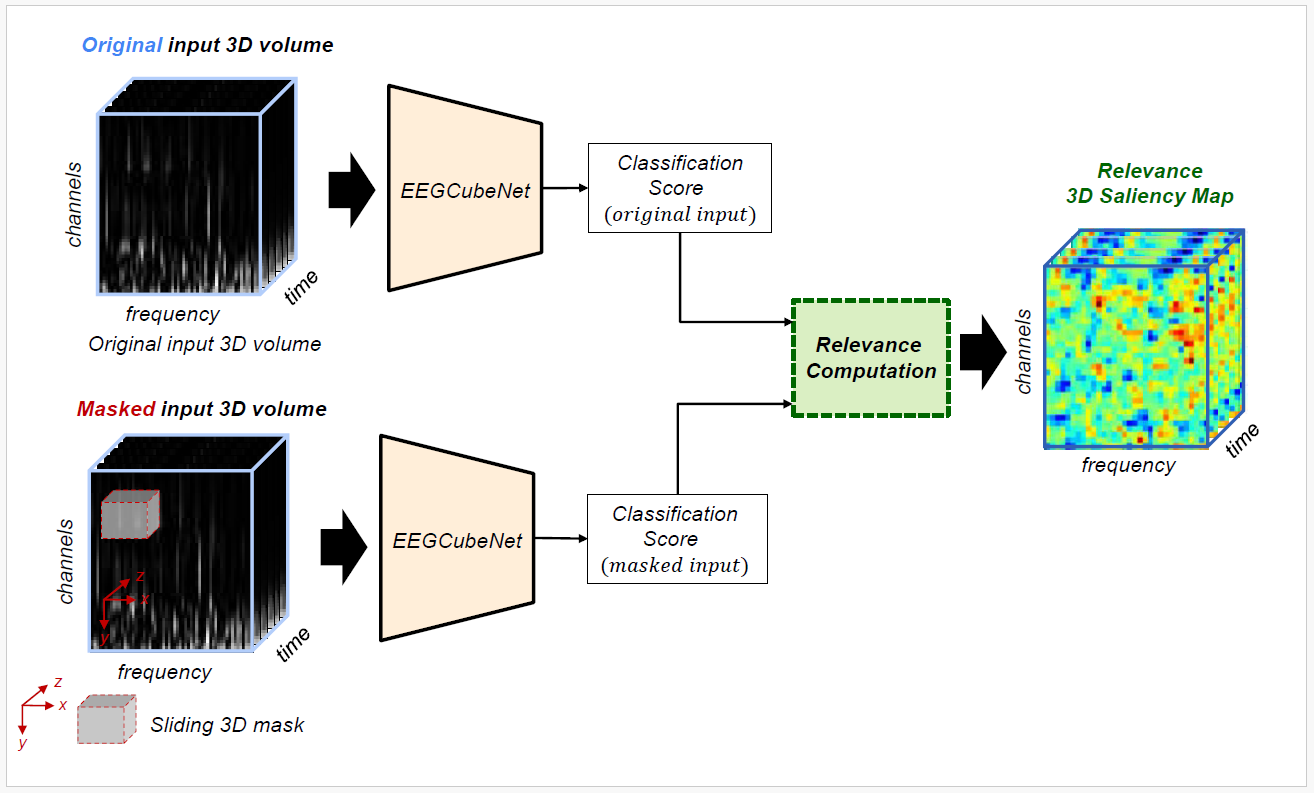 Original input 3D volume
channels
frequency
time
Original input 3D volume
EEGCubeNet
Classification
Score
(original input)
Masked input 3D volume
channels
z
x
y
frequency
time
z
x
y
Sliding 3D mask
EEGCubeNet
Classification
Score
(masked input)
Relevance
Computation
Relevance
3D Saliency Map
channels
frequency
time